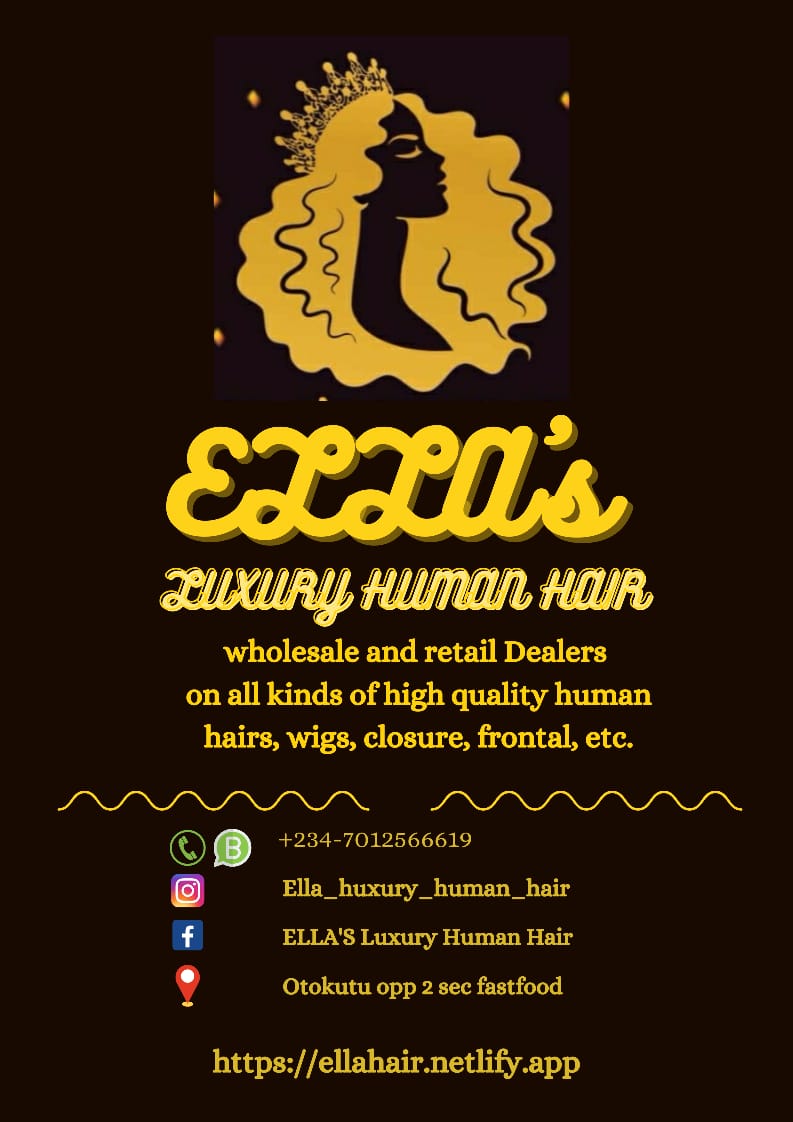 ELLA's
LUXURY HUMAN HAIR
wholesale and retail Dealers
on all kinds of high quality human
hairs, wigs, closure, frontal, etc.
B +234-7012566619
Ella_huxury_human_hair
ELLA'S Luxury Human Hair
Otokutu opp 2 sec fastfood
https://ellahair.netlify.app